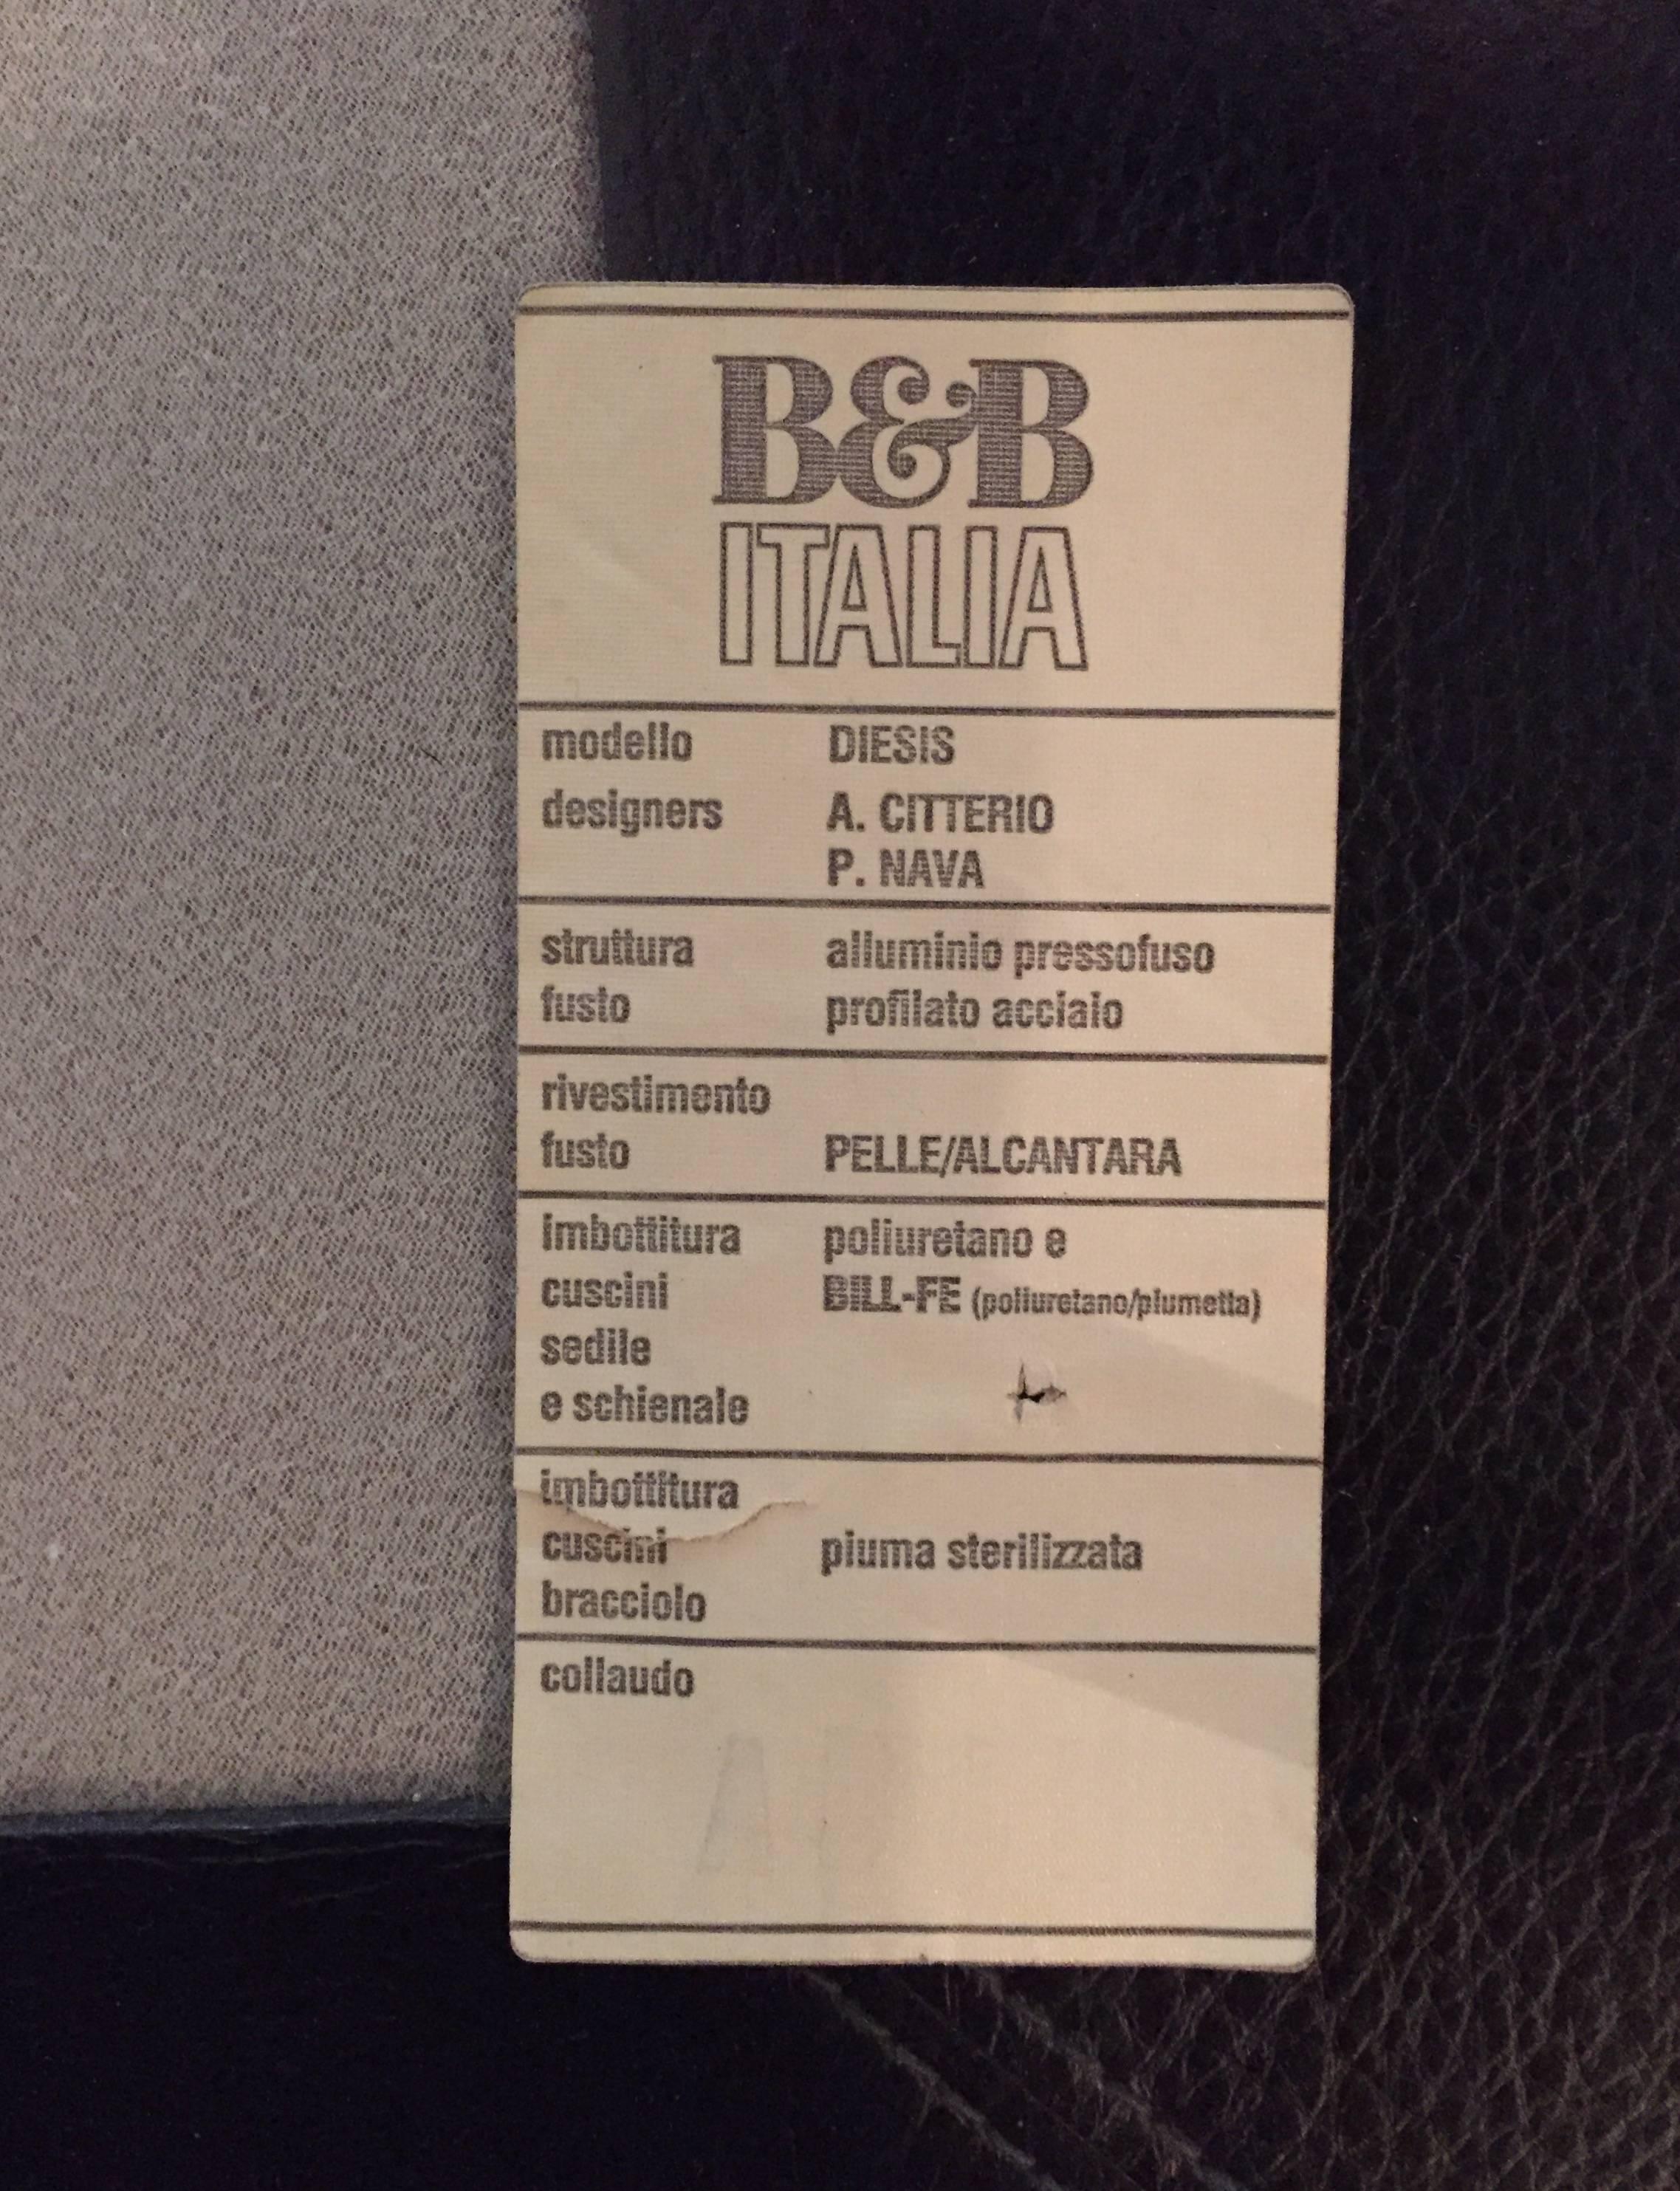 B&B
ITALIA
modello DIESIS
designers A. CITTERIO
P. NAVA
struttura alluminio pressofuso
fusto profilato acciaio
rivestimento
fusto PELLE/ALCANTARA
imbottitura poliuretano e
cuscini BILL-FE (poliuretano/piumetta)
sedile
e schienale
imbottitura
cuscini piuma sterilizzata
bracciolo
collaudo